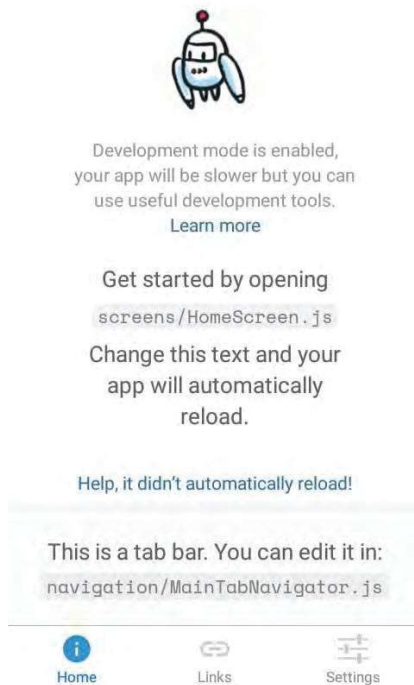 Development mode is enabled,
your app will be slower but you can
use useful development tools.
Learn more
Get started by opening
screens/HomeScreen.js
Change this text and your
app will automatically
reload.
Help, it didn’t automatically reload!
This is a tab bar. You can edit it in:
navigation/MainTabNavigator.js
Home
Links
Settings